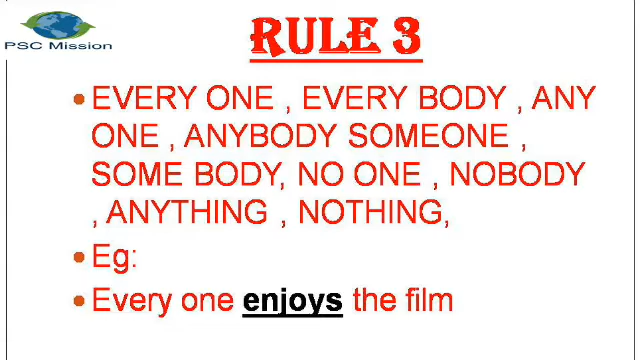 PSC Mission
RULE 3
• EVERY ONE , EVERY BODY , ANY
ONE , ANYBODY SOMEONE ,
SOME BODY, NO ONE , NOBODY
, ANYTHING , NOTHING,
• Eg:
• Every one enjoys the film